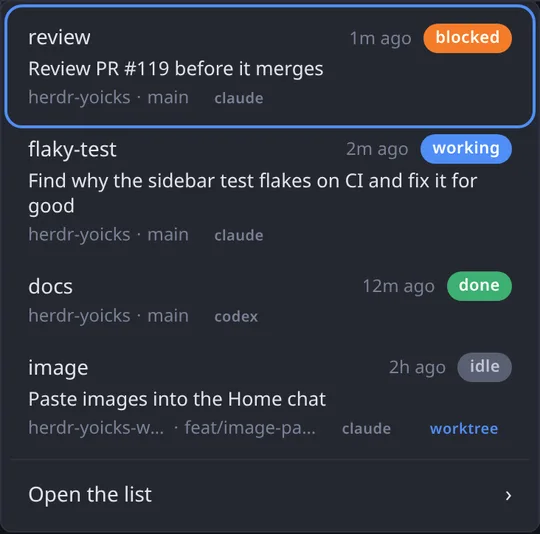 review 1m ago blocked
Review PR #119 before it merges
herdr-yoicks · main claude
flaky-test 2m ago working
Find why the sidebar test flakes on CI and fix it for
good
herdr-yoicks · main claude
docs 12m ago done
herdr-yoicks · main codex
image 2h ago idle
Paste images into the Home chat
herdr-yoicks-w... · feat/image-pa... claude worktree
Open the list ›